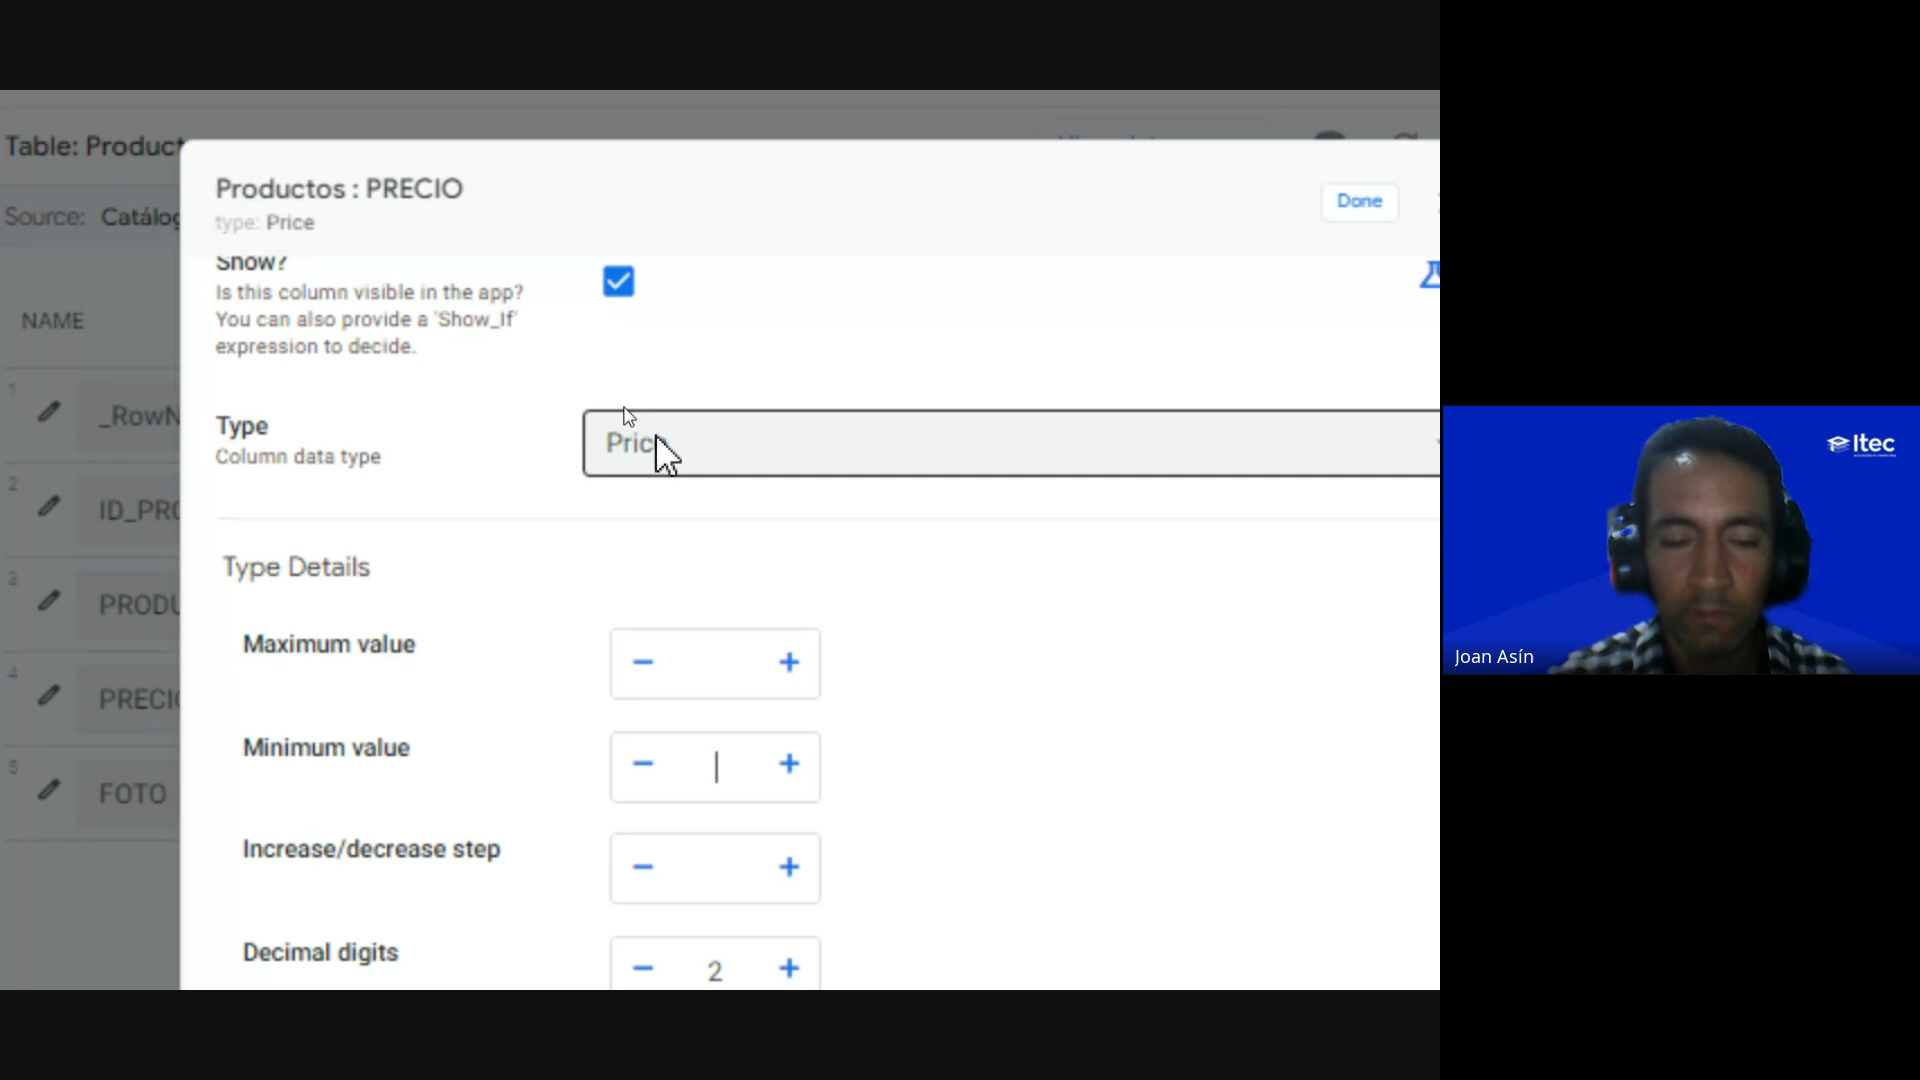 Table: Product
Source: Catálog
NAME
1
_RowN
2
ID_PRO
3
PRODU
4
PRECIO
5
FOTO
Productos : PRECIO
type: Price
Done
Show?
Is this column visible in the app?
You can also provide a 'Show_If'
expression to decide.
Type
Column data type
Pric
Type Details
Maximum value
Minimum value
Increase/decrease step
Decimal digits
2
Itec
Joan Asín